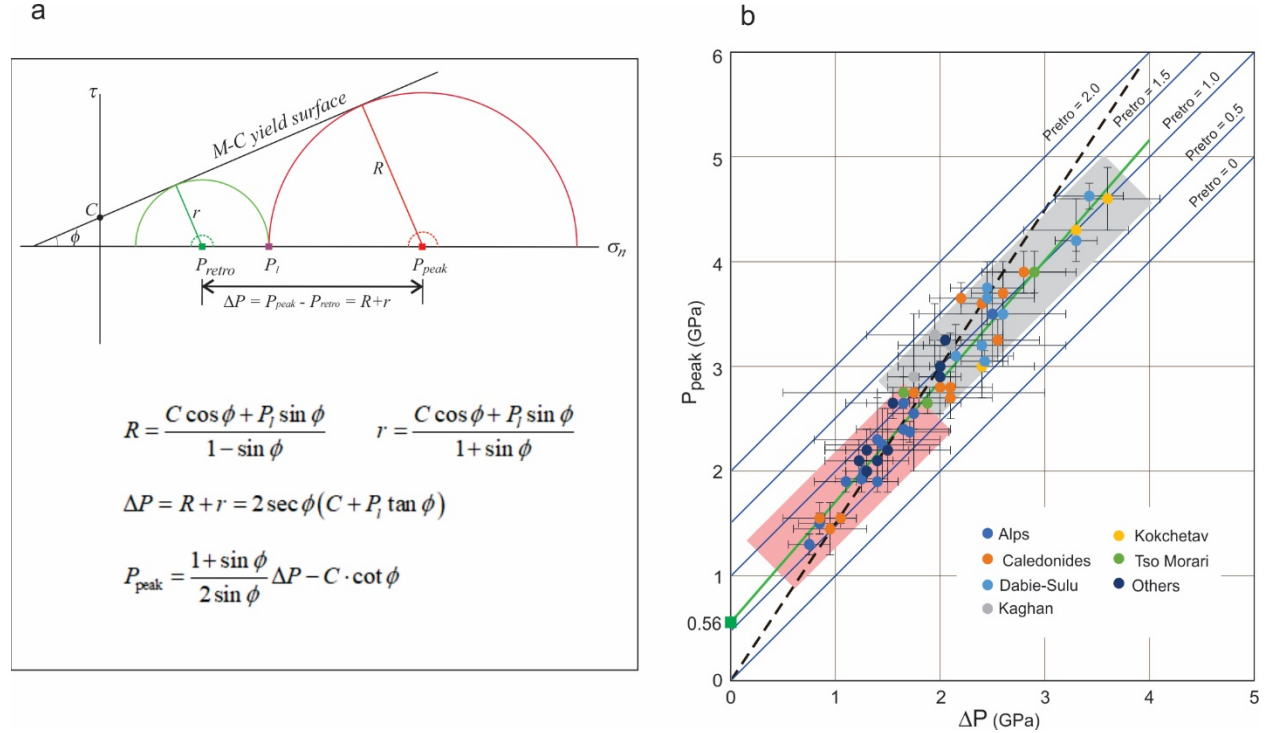 a
τ
M-C yield surface
R
r
C
ϕ
σn
Pretro
Pl
Ppeak
ΔP = Ppeak - Pretro = R+r
R = (C cos ϕ + Pl sin ϕ) / (1 − sin ϕ)
r = (C cos ϕ + Pl sin ϕ) / (1 + sin ϕ)
ΔP = R + r = 2 sec ϕ (C + Pl tan ϕ)
Ppeak = (1 + sin ϕ) / (2 sin ϕ) ΔP − C · cot ϕ
b
Ppeak (GPa)
6
5
4
3
2
1
0.56
0
Pretro = 2.0
Pretro = 1.5
Pretro = 1.0
Pretro = 0.5
Pretro = 0
Alps
Caledonides
Dabie-Sulu
Kaghan
Kokchetav
Tso Morari
Others
0 1 2 3 4 5
ΔP (GPa)